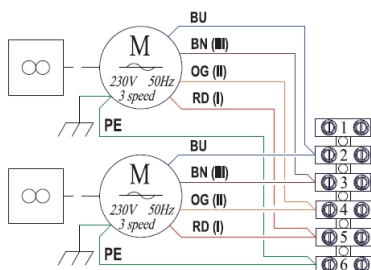 BU
M
BN (III)
230V 50Hz
OG (II)
3 speed
RD (I)
PE
1
BU
2
M
BN (III)
3
230V 50Hz
OG (II)
4
3 speed
RD (I)
5
PE
6